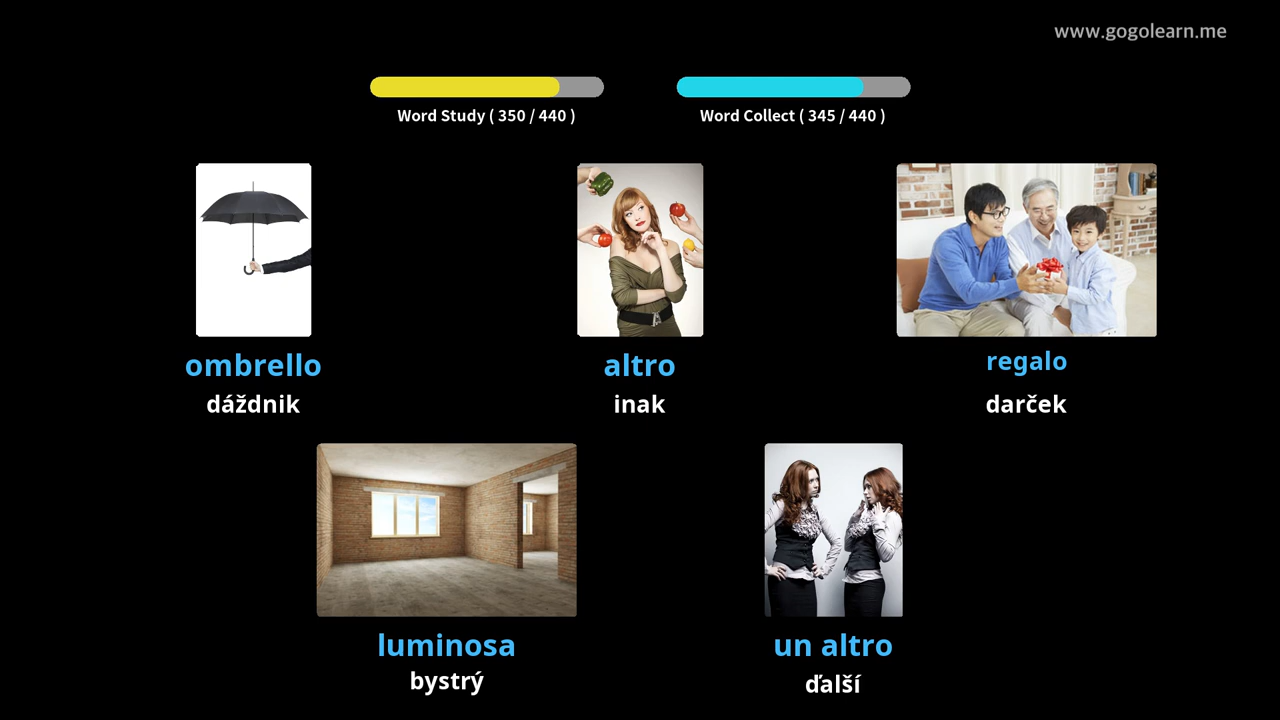 www.gogolearn.me
Word Study ( 350 / 440 )
Word Collect ( 345 / 440 )
ombrello
dáždnik
altro
inak
regalo
darček
luminosa
bystrý
un altro
ďalší